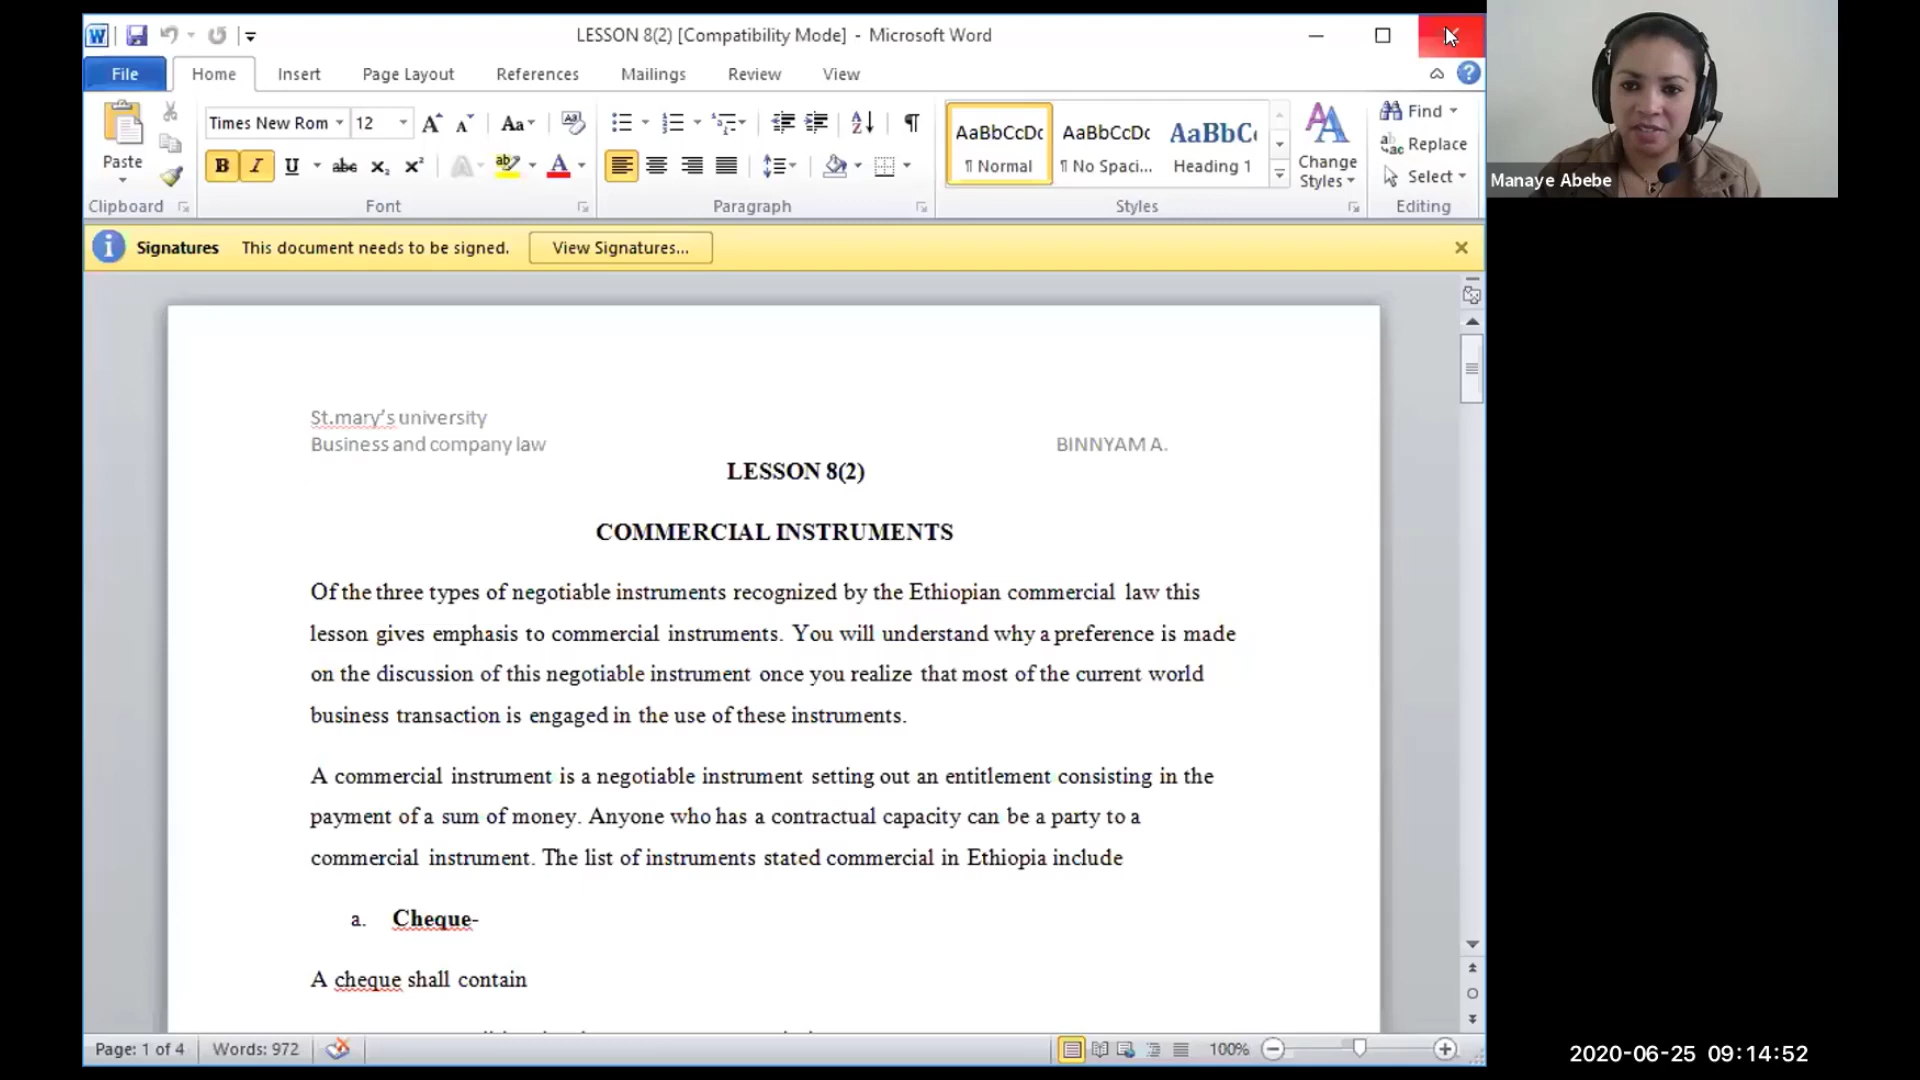 LESSON 8(2) [Compatibility Mode] - Microsoft Word
File Home Insert Page Layout References Mailings Review View
Times New Rom 12 Aa
Paste
B I U abc X₂ X² ab A
Clipboard Font Paragraph Styles Editing
AaBbCcDc AaBbCcDc AaBbC
¶ Normal ¶ No Spaci... Heading 1
Change
Styles
Find
Replace
Select
Manaye Abebe
Signatures This document needs to be signed. View Signatures...
St.mary's university
Business and company law BINNYAM A.
LESSON 8(2)
COMMERCIAL INSTRUMENTS
Of the three types of negotiable instruments recognized by the Ethiopian commercial law this
lesson gives emphasis to commercial instruments. You will understand why a preference is made
on the discussion of this negotiable instrument once you realize that most of the current world
business transaction is engaged in the use of these instruments.
A commercial instrument is a negotiable instrument setting out an entitlement consisting in the
payment of a sum of money. Anyone who has a contractual capacity can be a party to a
commercial instrument. The list of instruments stated commercial in Ethiopia include
a. Cheque-
A cheque shall contain
Page: 1 of 4 Words: 972 100%
2020-06-25 09:14:52